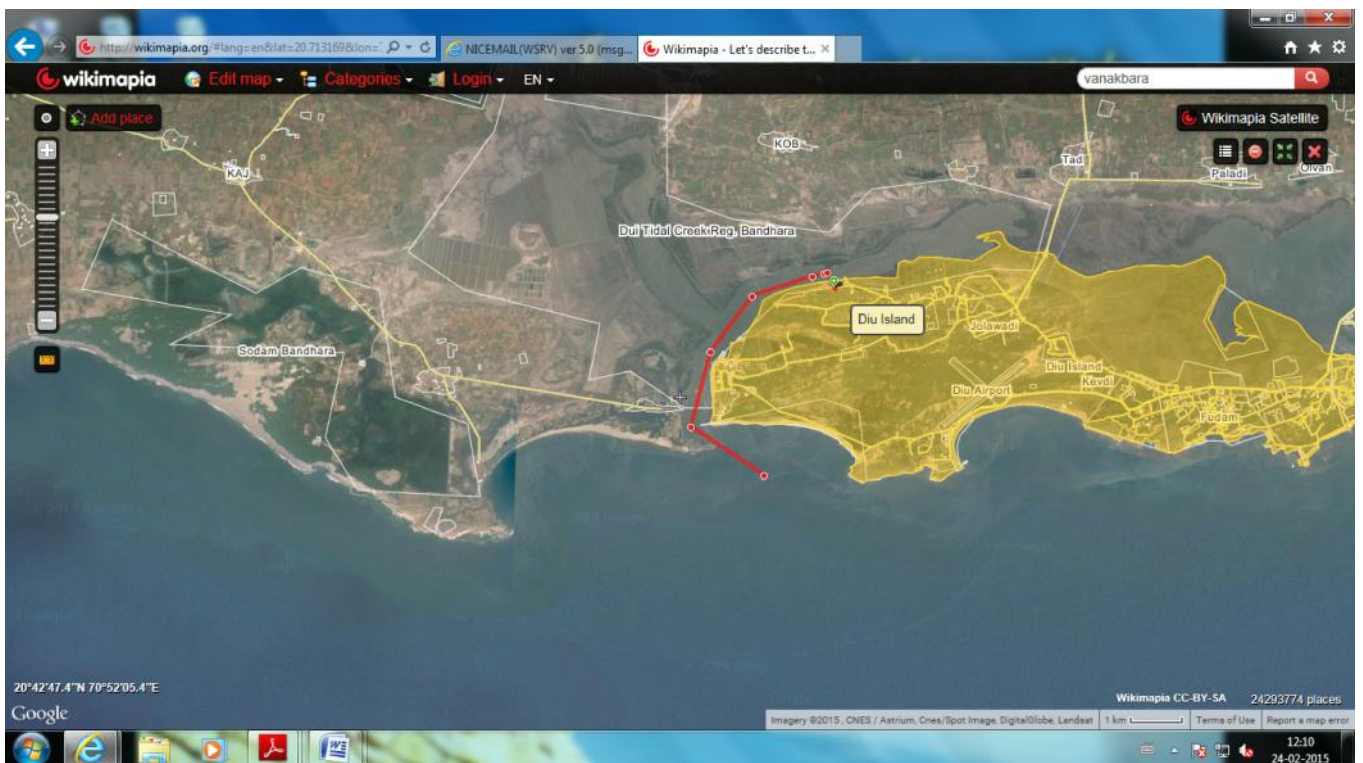 http://wikimapia.org/#lang=en&lat=20.713169&lon=
NICEMAIL(WSRV) ver 5.0 (msg...
Wikimapia - Let's describe t...
wikimapia
Edit map
Categories
Login
EN
vanakbara
Add place
Wikimapia Satellite
KOB
Tad
KAJ
Paladi
Olvan
Dui Tidal Creek Reg. Bandhara
Diu Island
Jolawadi
Sodam Bandhara
Diu Island
Kevdi
Diu Airport
Fudam
20°42'47.4"N 70°52'05.4"E
Wikimapia CC-BY-SA
24293774 places
Google
Imagery ©2015 , CNES / Astrium, Cnes/Spot Image, DigitalGlobe, Landsat
1 km
Terms of Use
Report a map error
12:10
24-02-2015